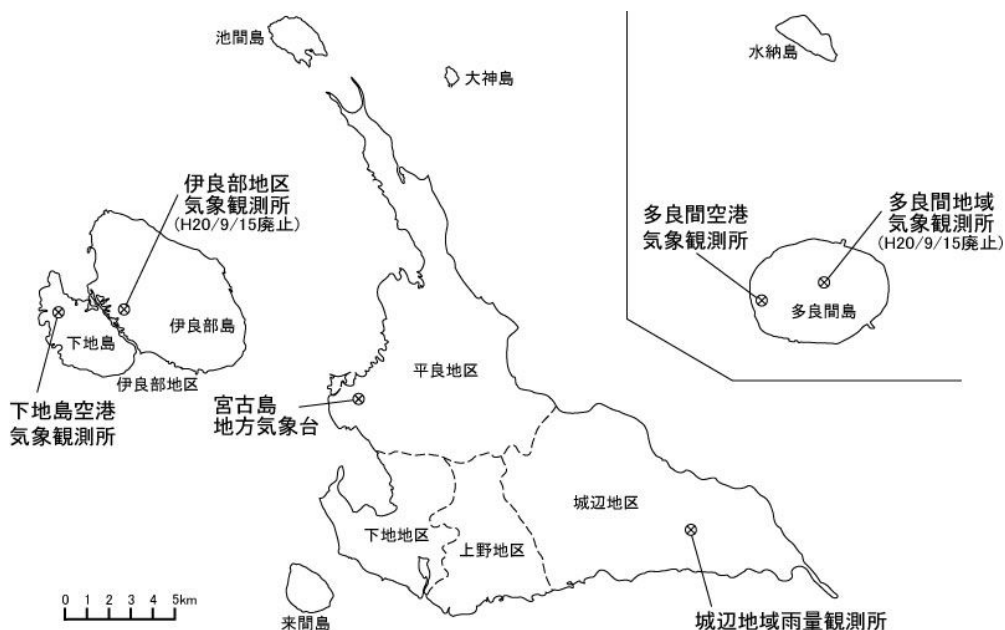 池間島
大神島
水納島
伊良部地区
気象観測所
(H20/9/15廃止)
多良間空港
気象観測所
多良間地域
気象観測所
(H20/9/15廃止)
多良間島
伊良部島
下地島
伊良部地区
下地島空港
気象観測所
平良地区
宮古島
地方気象台
城辺地区
下地地区
上野地区
来間島
城辺地域雨量観測所
0 1 2 3 4 5km